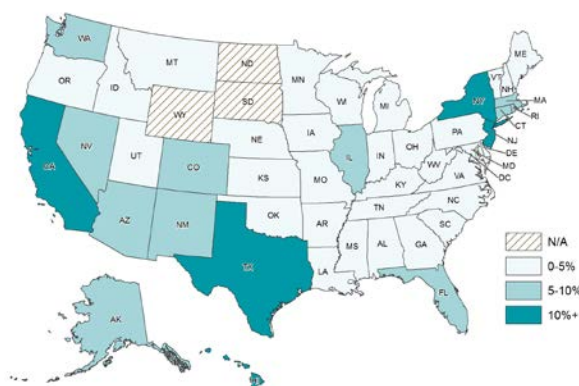 WA
ND
ME
MT
VT
MN
OR
NH
ID
SD
WI
NY
MA
WY
MI
RI
CT
IA
PA
NE
NJ
NV
OH
DE
IL
IN
UT
MD
CA
CO
WV
VA
DC
KS
MO
KY
NC
TN
OK
AZ
NM
AR
SC
N/A
MS
AL
GA
0-5%
TX
LA
5-10%
FL
AK
10%+